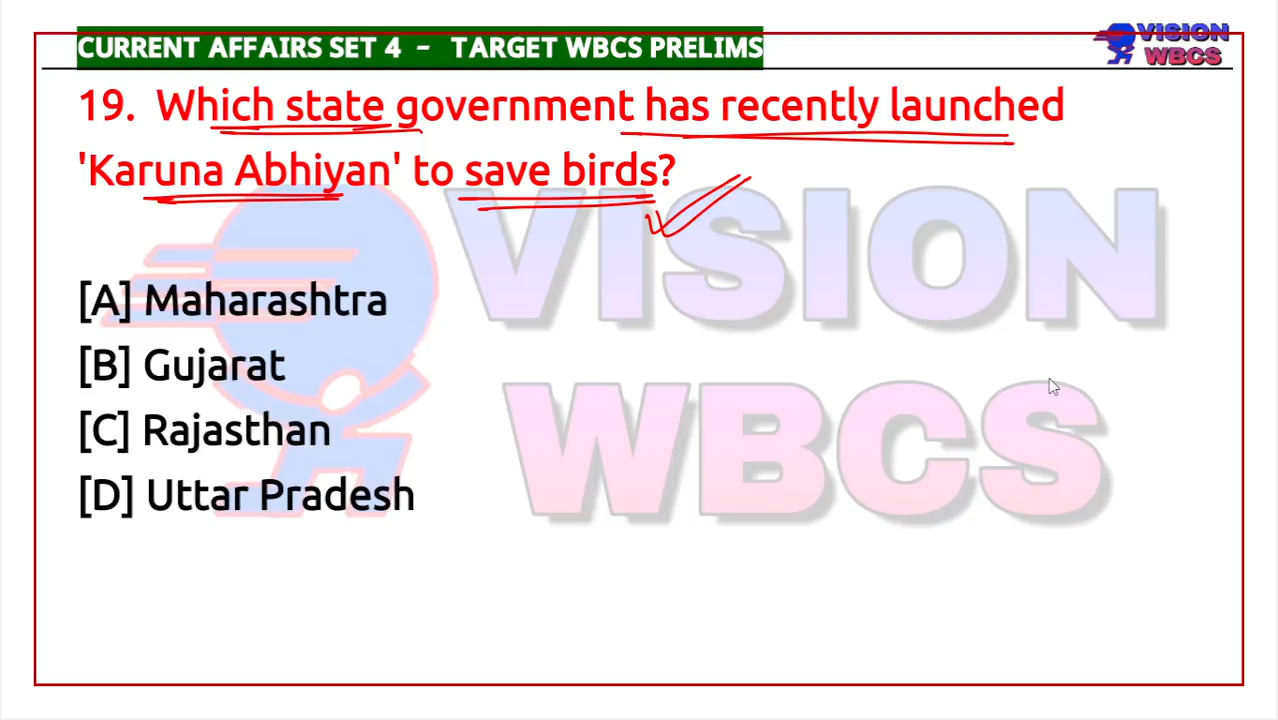 CURRENT AFFAIRS SET 4 - TARGET WBCS PRELIMS
VISION
WBCS
19. Which state government has recently launched
'Karuna Abhiyan' to save birds?
VISION
WBCS
[A] Maharashtra
[B] Gujarat
[C] Rajasthan
[D] Uttar Pradesh